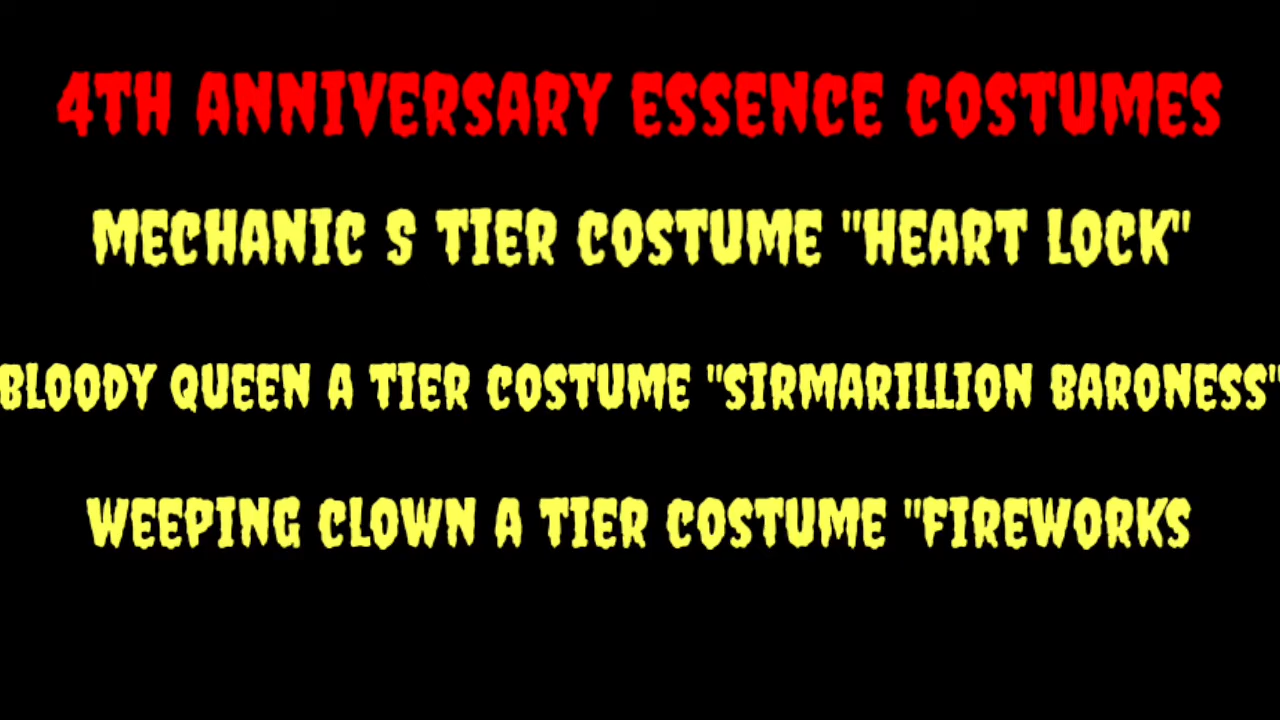 4TH ANNIVERSARY ESSENCE COSTUMES
MECHANIC S TIER COSTUME "HEART LOCK"
BLOODY QUEEN A TIER COSTUME "SIRMARILLION BARONESS"
WEEPING CLOWN A TIER COSTUME "FIREWORKS